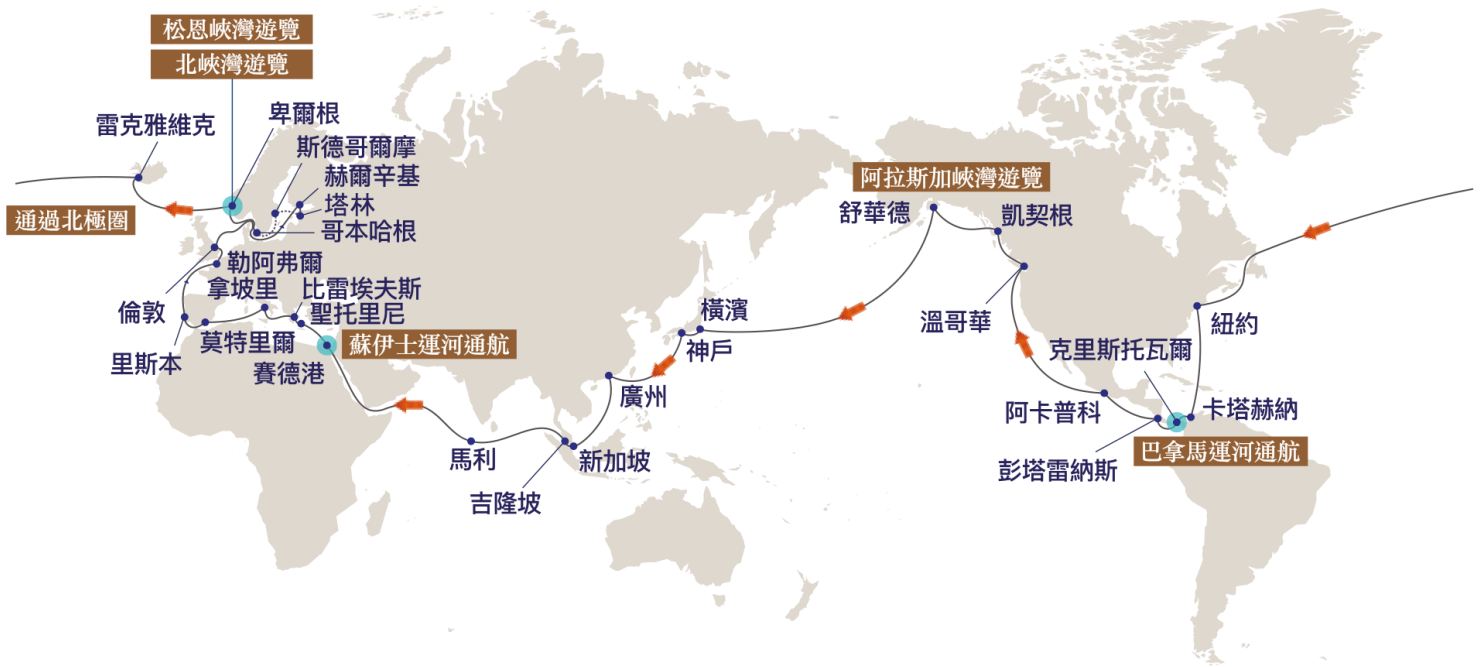 松恩峽灣遊覽
北峽灣遊覽
雷克雅維克
卑爾根
斯德哥爾摩
赫爾辛基
塔林
哥本哈根
通過北極圈
勒阿弗爾
倫敦
拿坡里
比雷埃夫斯
聖托里尼
里斯本
莫特里爾
賽德港
蘇伊士運河通航
馬利
吉隆坡
新加坡
廣州
神戶
橫濱
阿拉斯加峽灣遊覽
舒華德
凱契根
溫哥華
紐約
克里斯托瓦爾
阿卡普科
卡塔赫納
彭塔雷納斯
巴拿馬運河通航